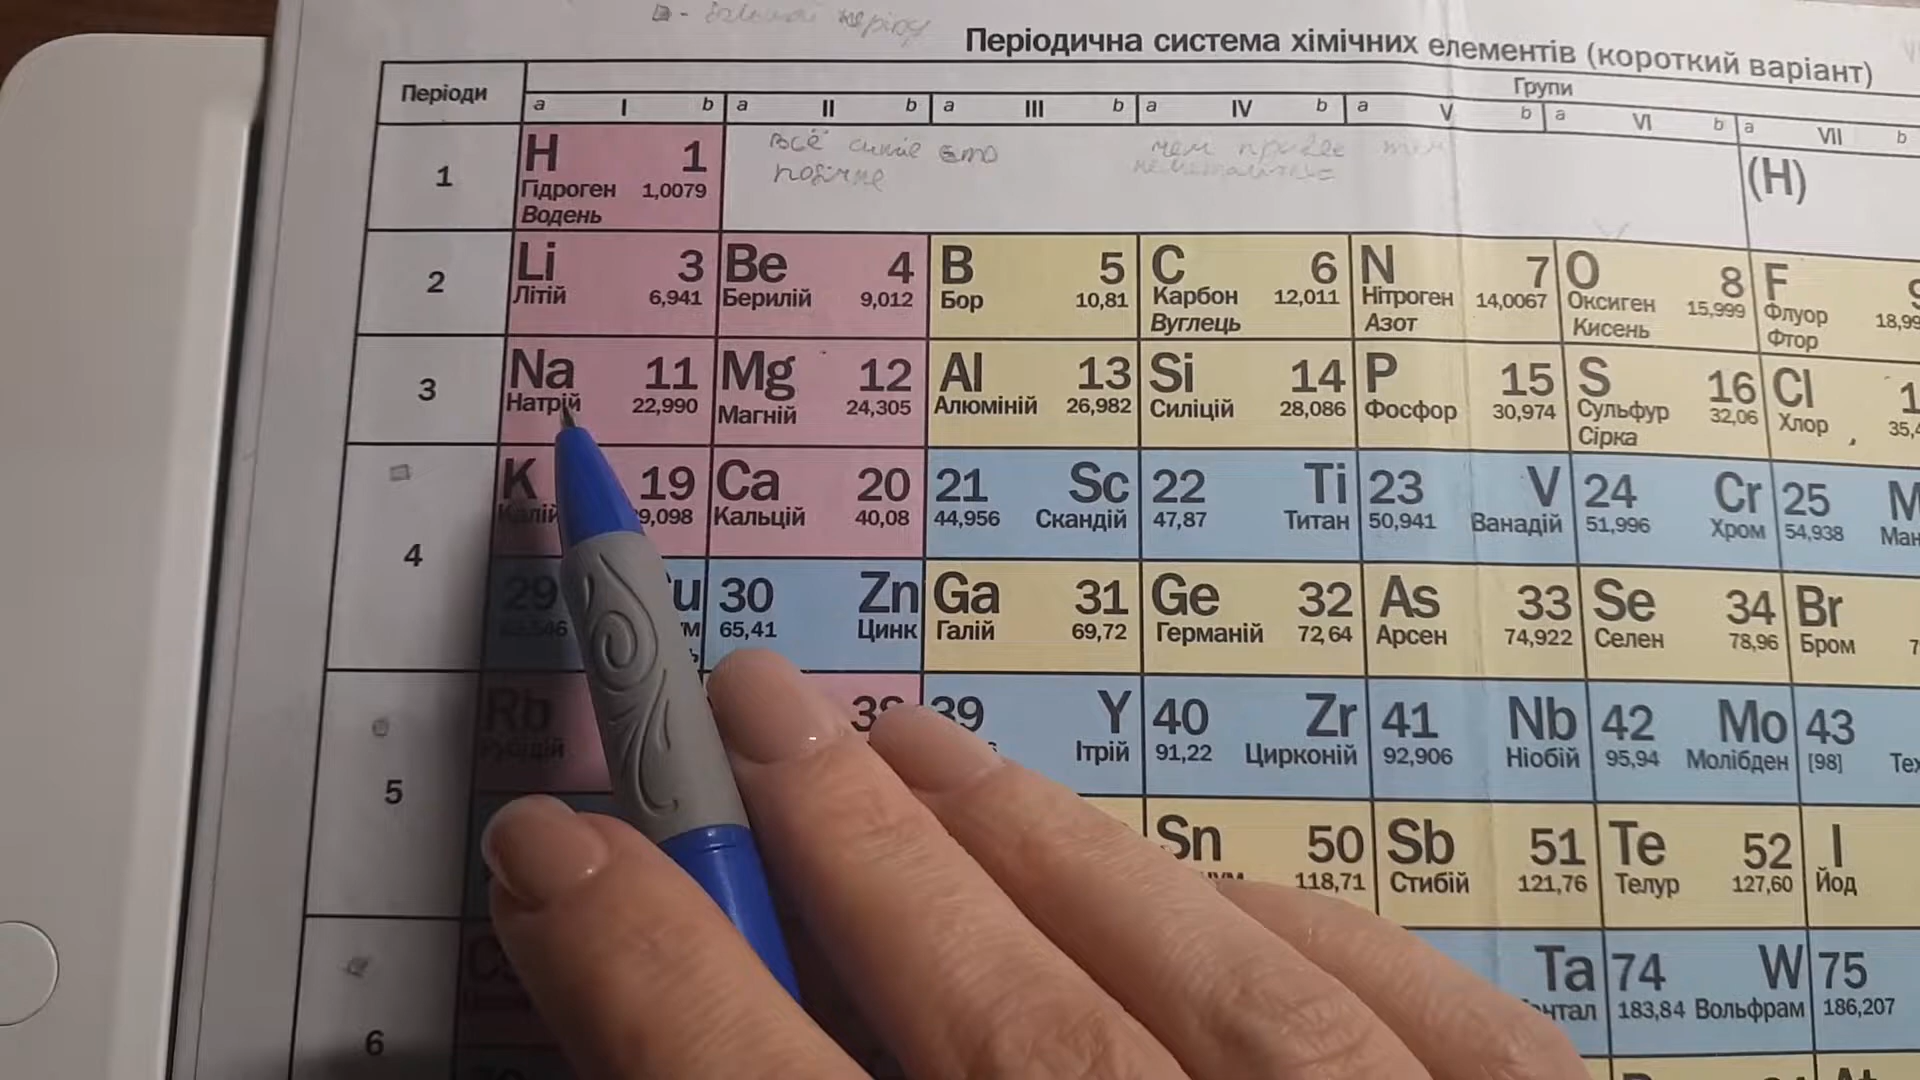 Періодична система хімічних елементів (короткий варіант)
Періоди
Групи
a I b a II b a III b a IV b a V b a VI b a VII b
1
H 1
Гідроген 1,0079
Водень
всё синие это
чем правее
(H)
2
Li 3
Літій 6,941
Be 4
Берилій 9,012
B 5
Бор 10,81
C 6
Карбон 12,011
Вуглець
N 7
Нітроген 14,0067
Азот
O 8
Оксиген 15,999
Кисень
F
Флуор
Фтор
3
Na 11
Натрій 22,990
Mg 12
Магній 24,305
Al 13
Алюміній 26,982
Si 14
Силіцій 28,086
P 15
Фосфор 30,974
S 16
Сульфур 32,06
Сірка
Cl
Хлор
4
K 19
Калій
Ca 20
Кальцій 40,08
21 Sc
44,956 Скандій
22 Ti
47,87 Титан
23 V
50,941 Ванадій
24 Cr
51,996 Хром
25
54,938
29
30 Zn
65,41 Цинк
Ga 31
Галій 69,72
Ge 32
Германій 72,64
As 33
Арсен 74,922
Se 34
Селен 78,96
Br
Бром
5
Rb
39 Y
Ітрій
40 Zr
91,22 Цирконій
41 Nb
92,906 Ніобій
42 Mo
95,94 Молібден
43
[98]
Sn 50
118,71
Sb 51
Стибій 121,76
Te 52
Телур 127,60
I
Йод
6
Ta
74 W
183,84 Вольфрам
75
186,207